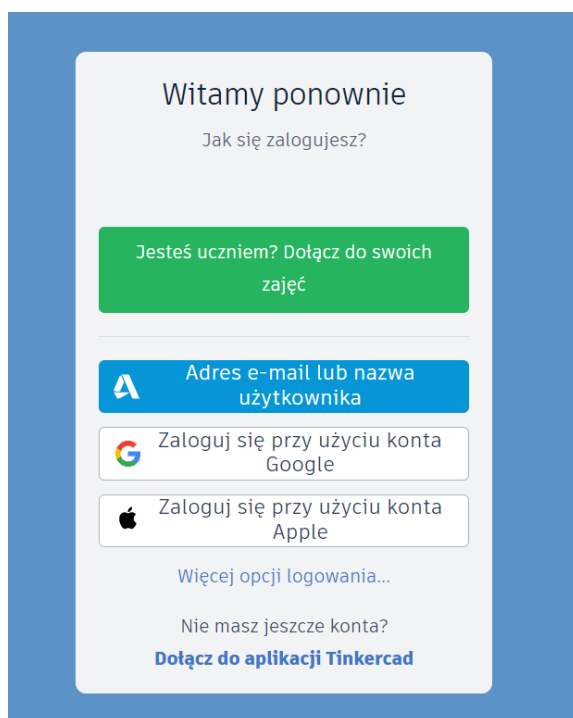 Witamy ponownie
Jak się zalogujesz?
Jesteś uczniem? Dołącz do swoich
zajęć
Adres e-mail lub nazwa
użytkownika
Zaloguj się przy użyciu konta
Google
Zaloguj się przy użyciu konta
Apple
Więcej opcji logowania...
Nie masz jeszcze konta?
Dołącz do aplikacji Tinkercad